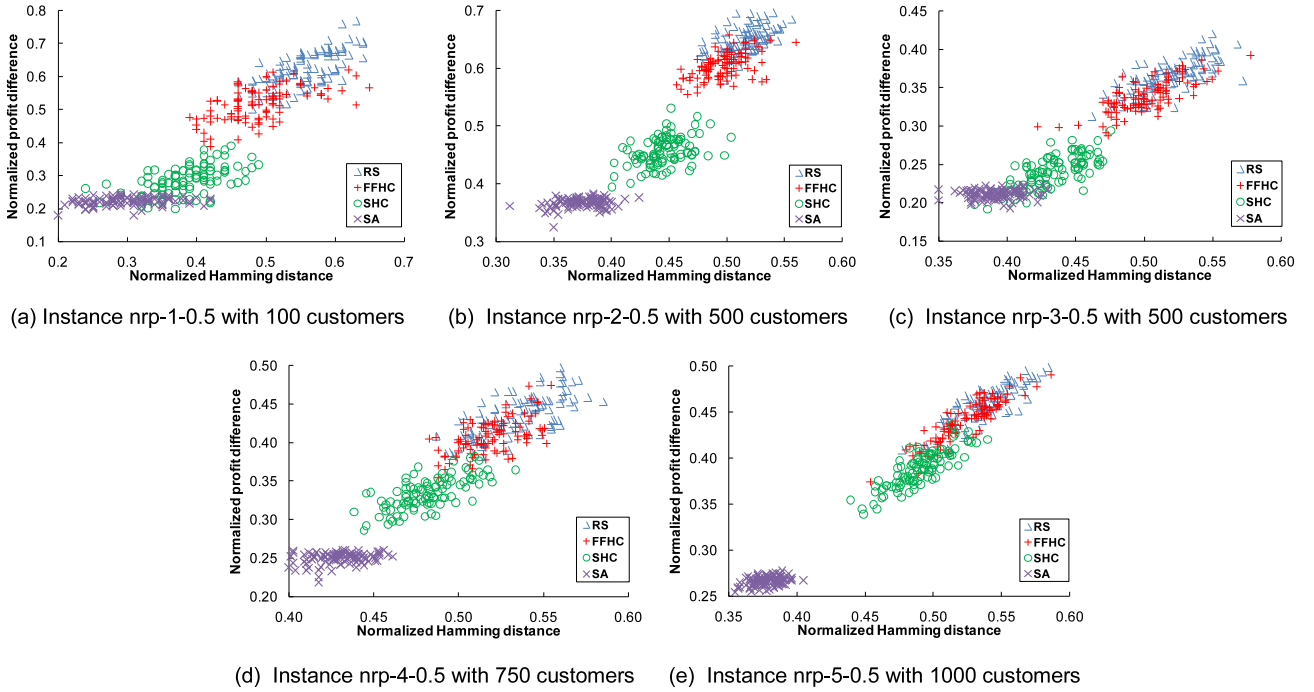 0.8
0.7
0.6
0.5
0.4
0.3
0.2
0.1
Normalized profit difference
0.2 0.3 0.4 0.5 0.6 0.7
Normalized Hamming distance
RS
FFHC
SHC
SA
(a) Instance nrp-1-0.5 with 100 customers
0.7
0.6
0.5
0.4
0.3
Normalized profit difference
0.30 0.35 0.40 0.45 0.50 0.55 0.60
Normalized Hamming distance
RS
FFHC
SHC
SA
(b) Instance nrp-2-0.5 with 500 customers
0.45
0.40
0.35
0.30
0.25
0.20
0.15
Normalized profit difference
0.35 0.40 0.45 0.50 0.55 0.60
Normalized Hamming distance
RS
FFHC
SHC
SA
(c) Instance nrp-3-0.5 with 500 customers
0.50
0.45
0.40
0.35
0.30
0.25
0.20
Normalized profit difference
0.40 0.45 0.50 0.55 0.60
Normalized Hamming distance
RS
FFHC
SHC
SA
(d) Instance nrp-4-0.5 with 750 customers
0.50
0.45
0.40
0.35
0.30
0.25
Normalized profit difference
0.35 0.40 0.45 0.50 0.55 0.60
Normalized Hamming distance
RS
FFHC
SHC
SA
(e) Instance nrp-5-0.5 with 1000 customers